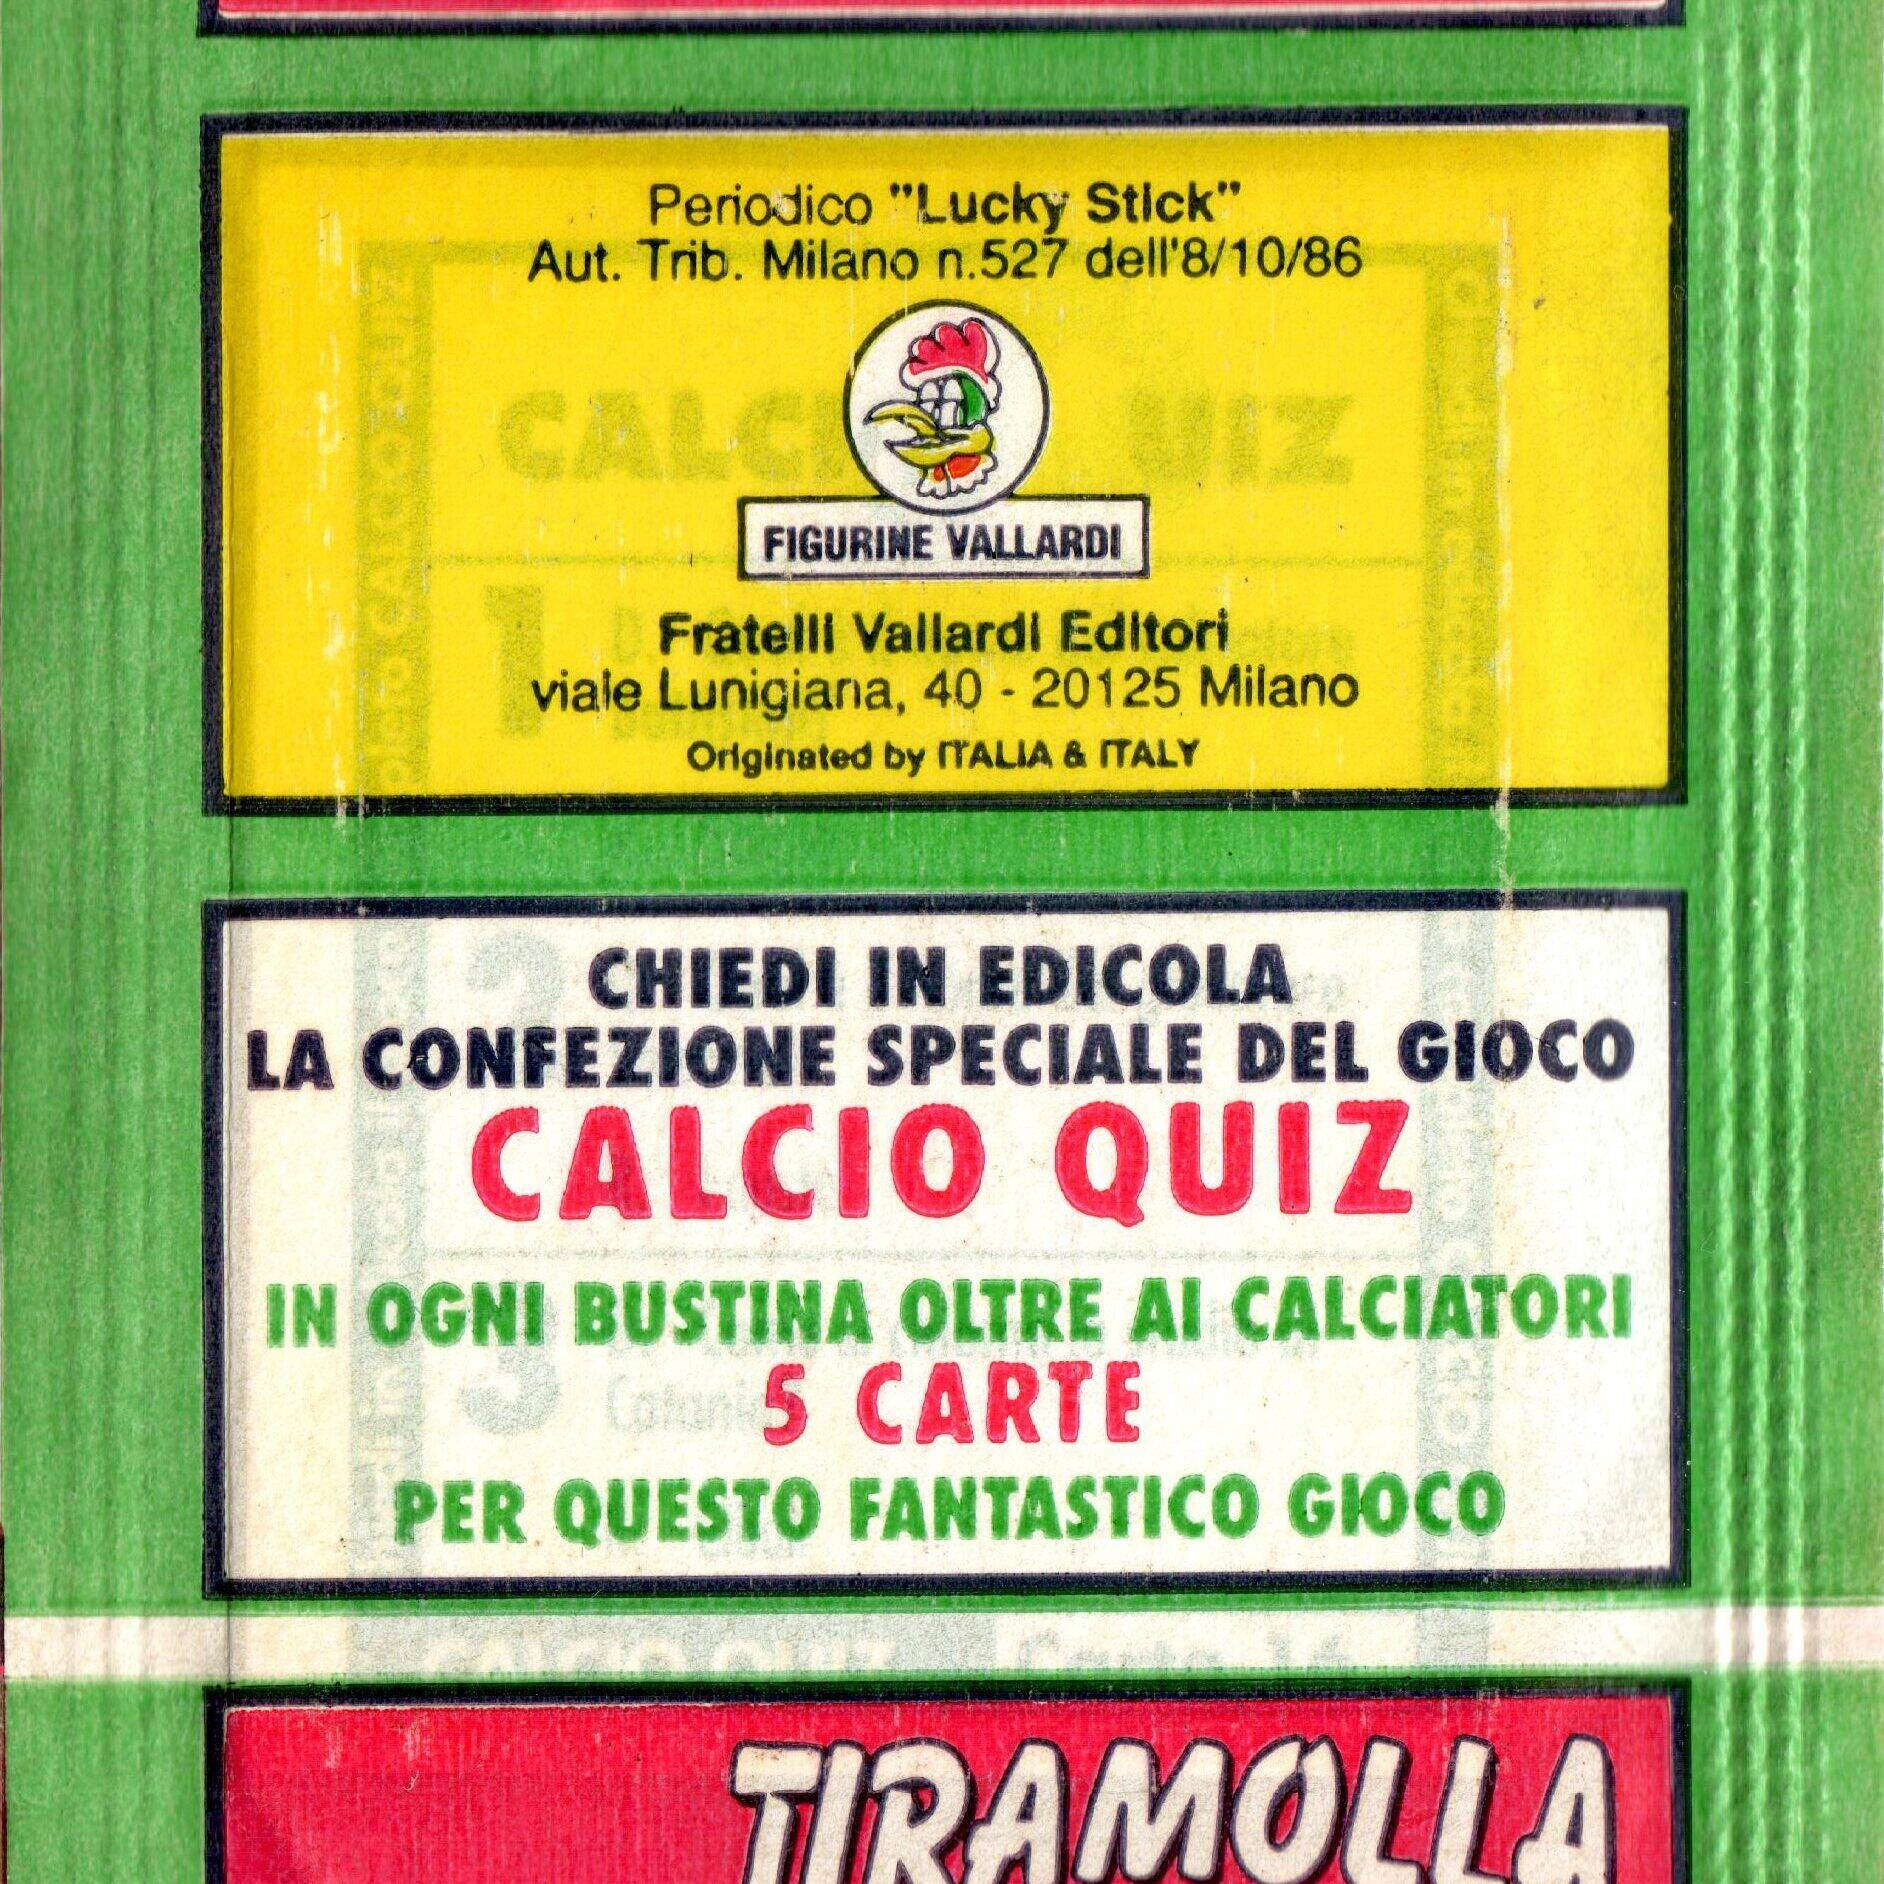 Periodico "Lucky Stick"
Aut. Trib. Milano n.527 dell'8/10/86
FIGURINE VALLARDI
Fratelli Vallardi Editori
viale Lunigiana, 40 - 20125 Milano
Originated by ITALIA & ITALY
CHIEDI IN EDICOLA
LA CONFEZIONE SPECIALE DEL GIOCO
CALCIO QUIZ
IN OGNI BUSTINA OLTRE AI CALCIATORI
5 CARTE
PER QUESTO FANTASTICO GIOCO
TIRAMOLLA